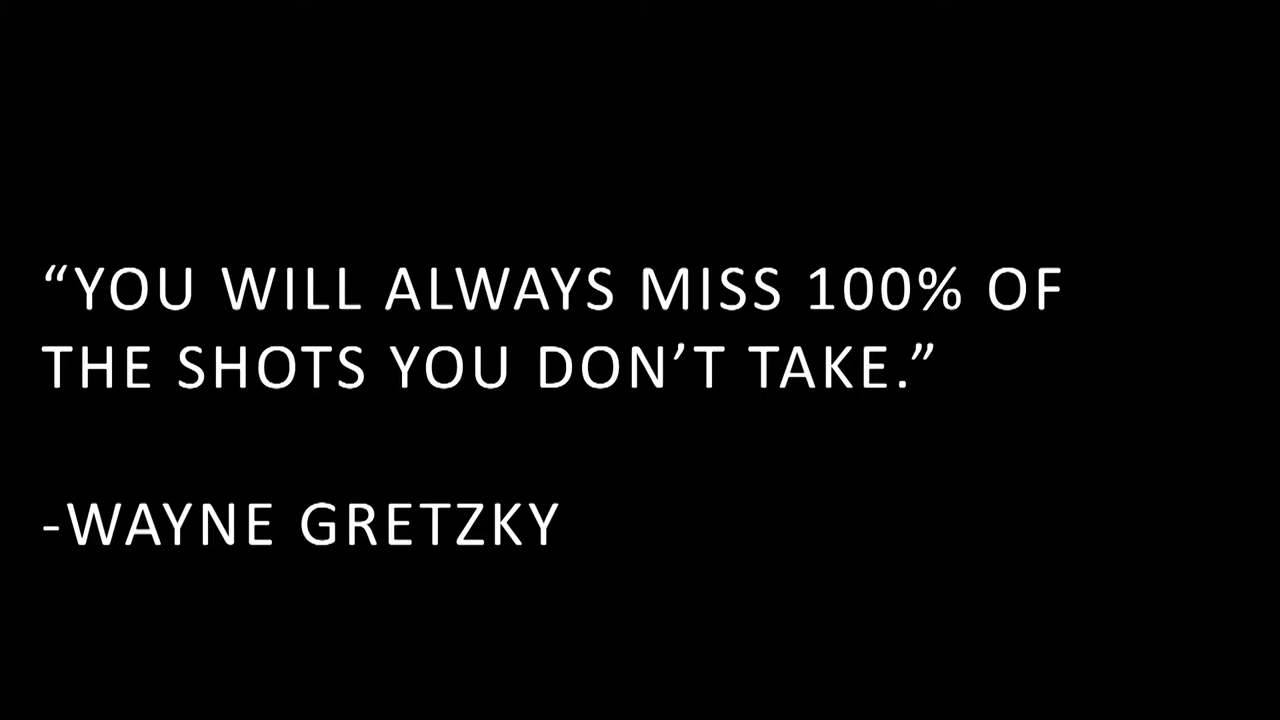 “YOU WILL ALWAYS MISS 100% OF
THE SHOTS YOU DON’T TAKE.”
-WAYNE GRETZKY